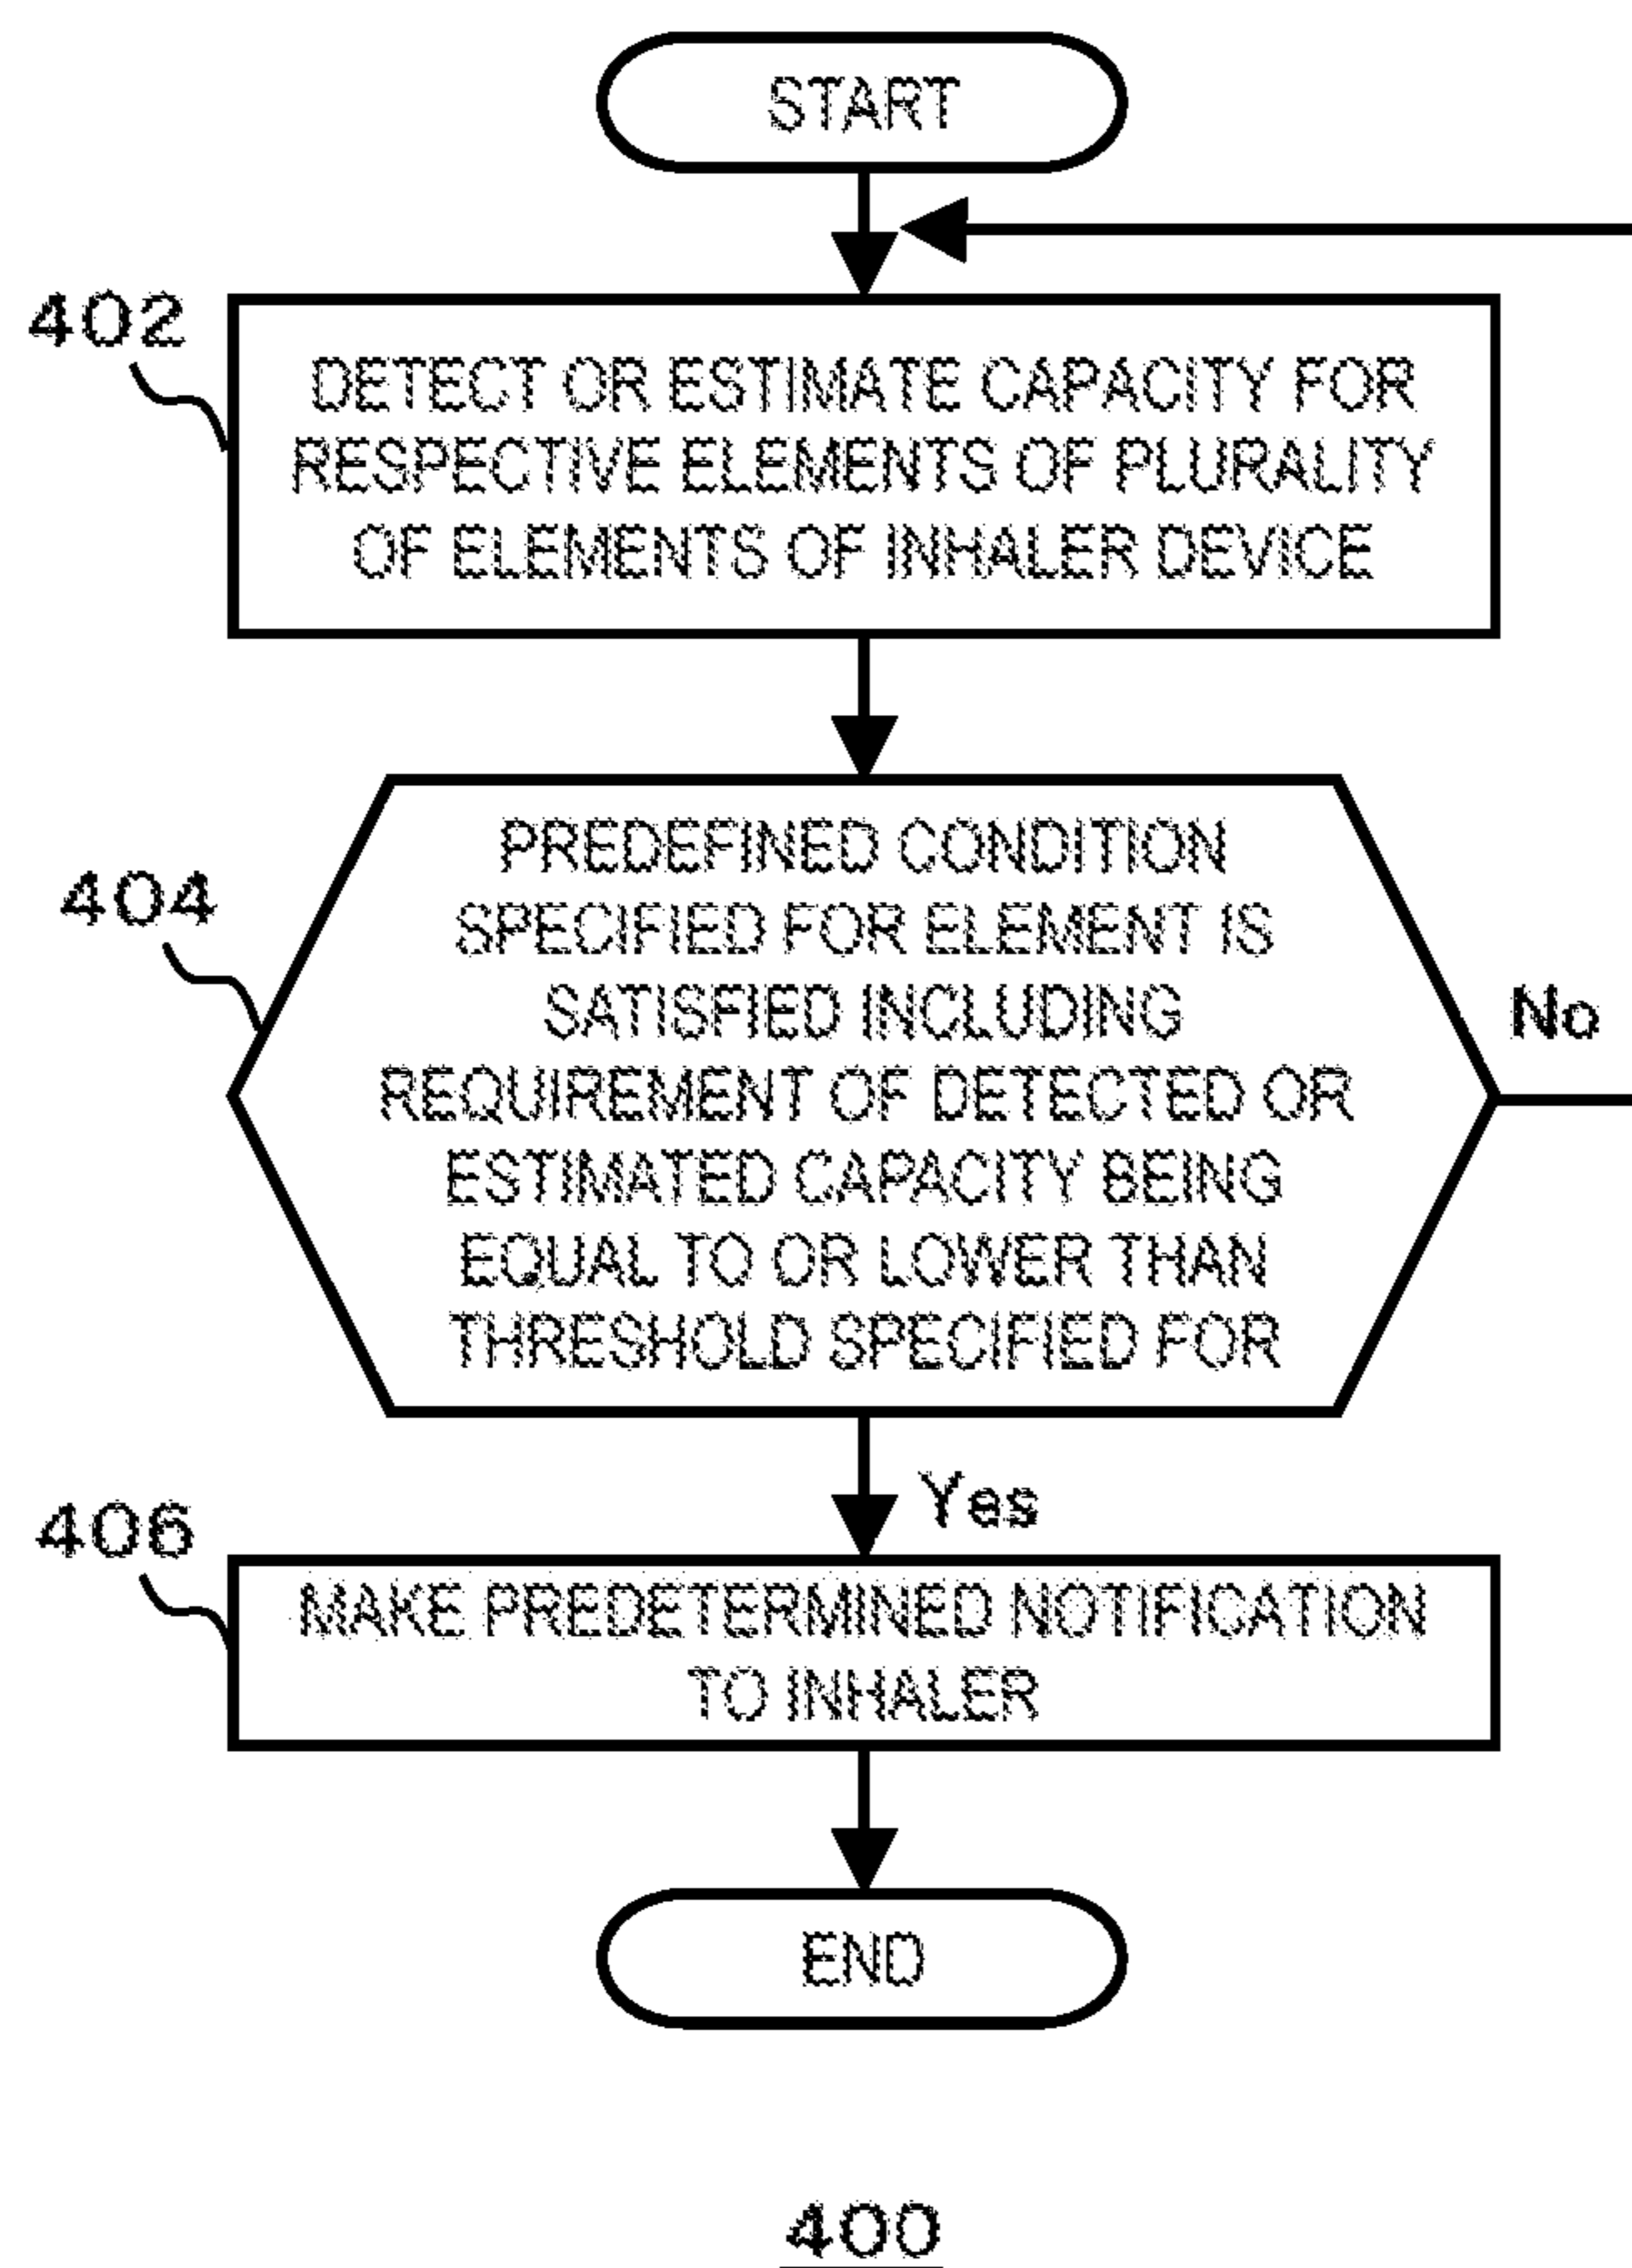 START
402
DETECT OR ESTIMATE CAPACITY FOR
RESPECTIVE ELEMENTS OF PLURALITY
OF ELEMENTS OF INHALER DEVICE
404
PREDEFINED CONDITION
SPECIFIED FOR ELEMENT IS
SATISFIED INCLUDING
REQUIREMENT OF DETECTED OR
ESTIMATED CAPACITY BEING
EQUAL TO OR LOWER THAN
THRESHOLD SPECIFIED FOR
No
Yes
406
MAKE PREDETERMINED NOTIFICATION
TO INHALER
END
400